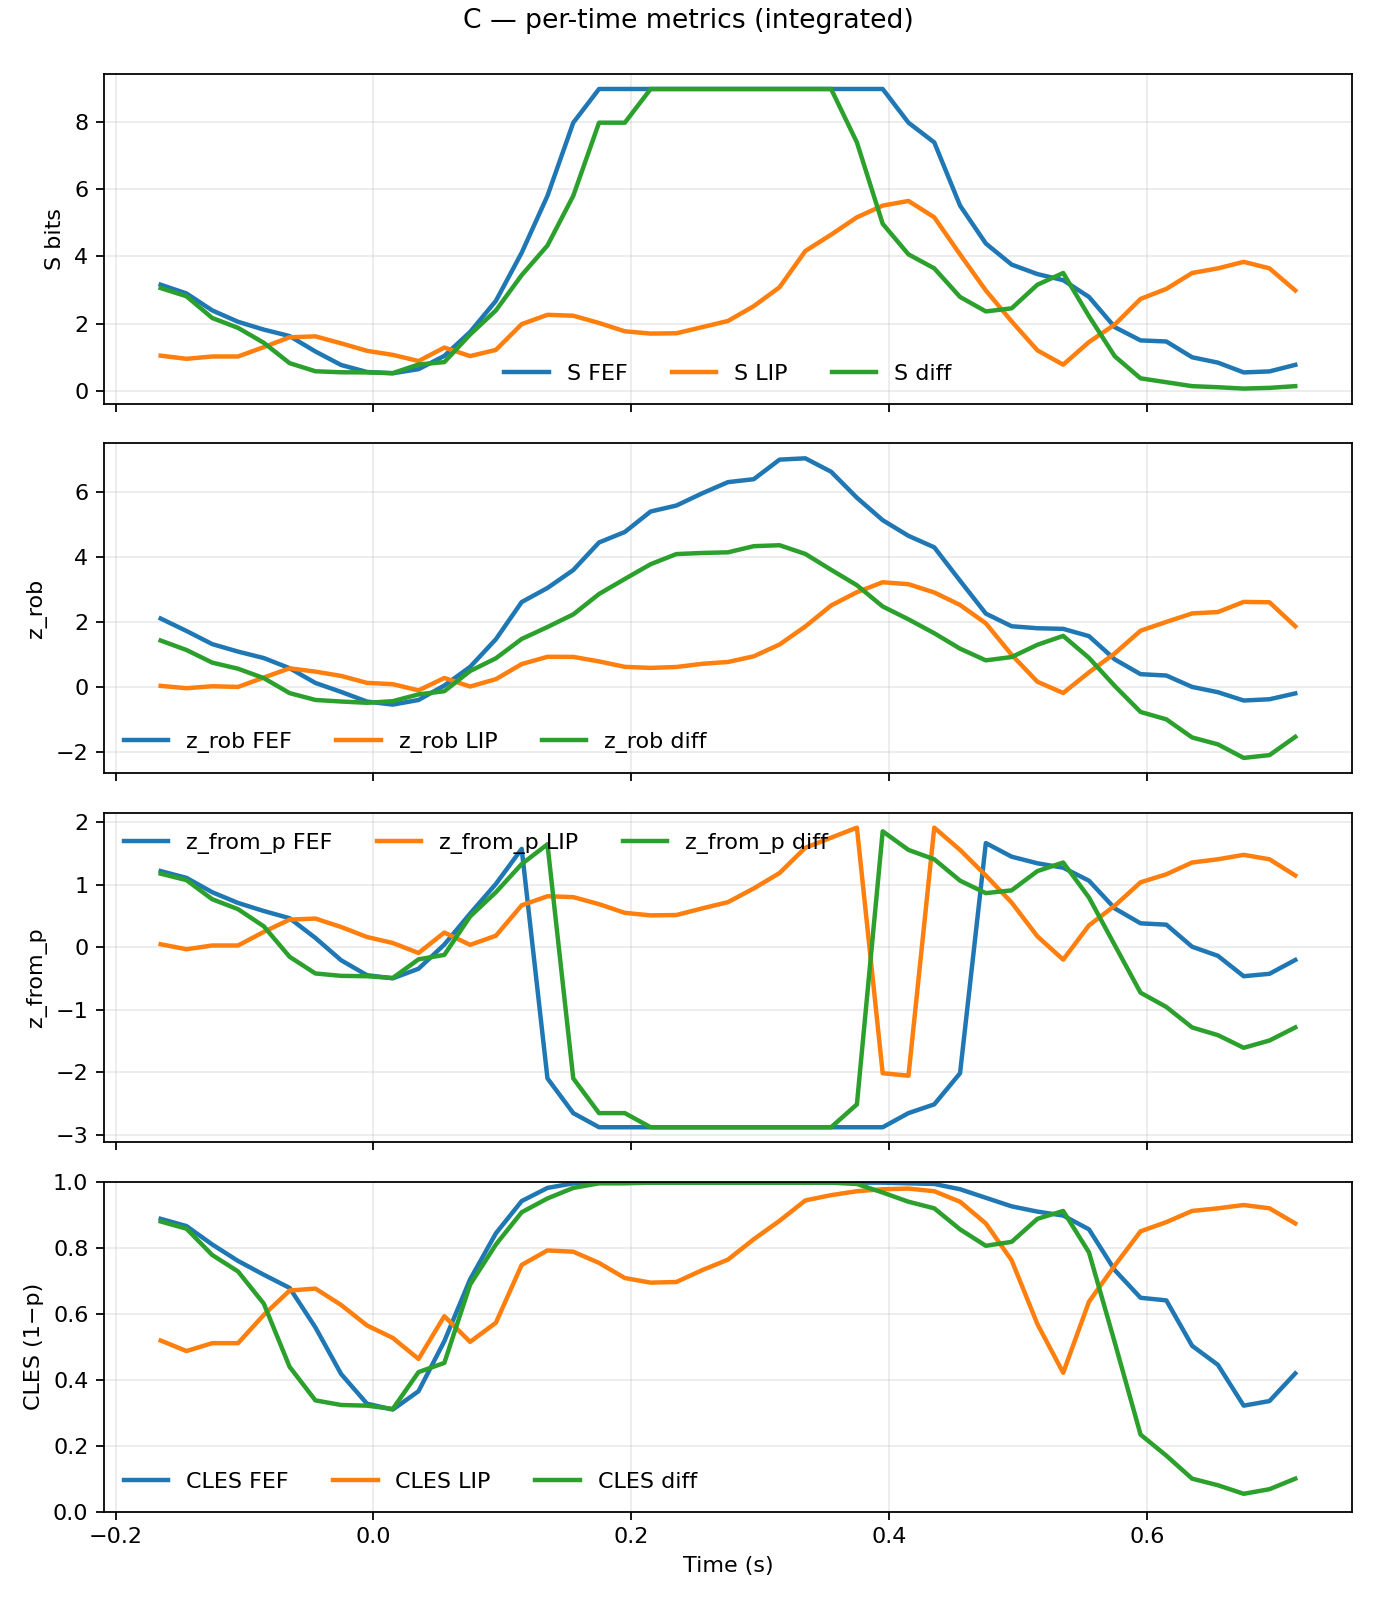 C — per-time metrics (integrated)
8
6
4
2
0
S bits
S FEF S LIP S diff
6
4
2
0
−2
z_rob
z_rob FEF z_rob LIP z_rob diff
2
1
0
−1
−2
−3
z_from_p
z_from_p FEF z_from_p LIP z_from_p diff
1.0
0.8
0.6
0.4
0.2
0.0
CLES (1−p)
CLES FEF CLES LIP CLES diff
−0.2 0.0 0.2 0.4 0.6
Time (s)